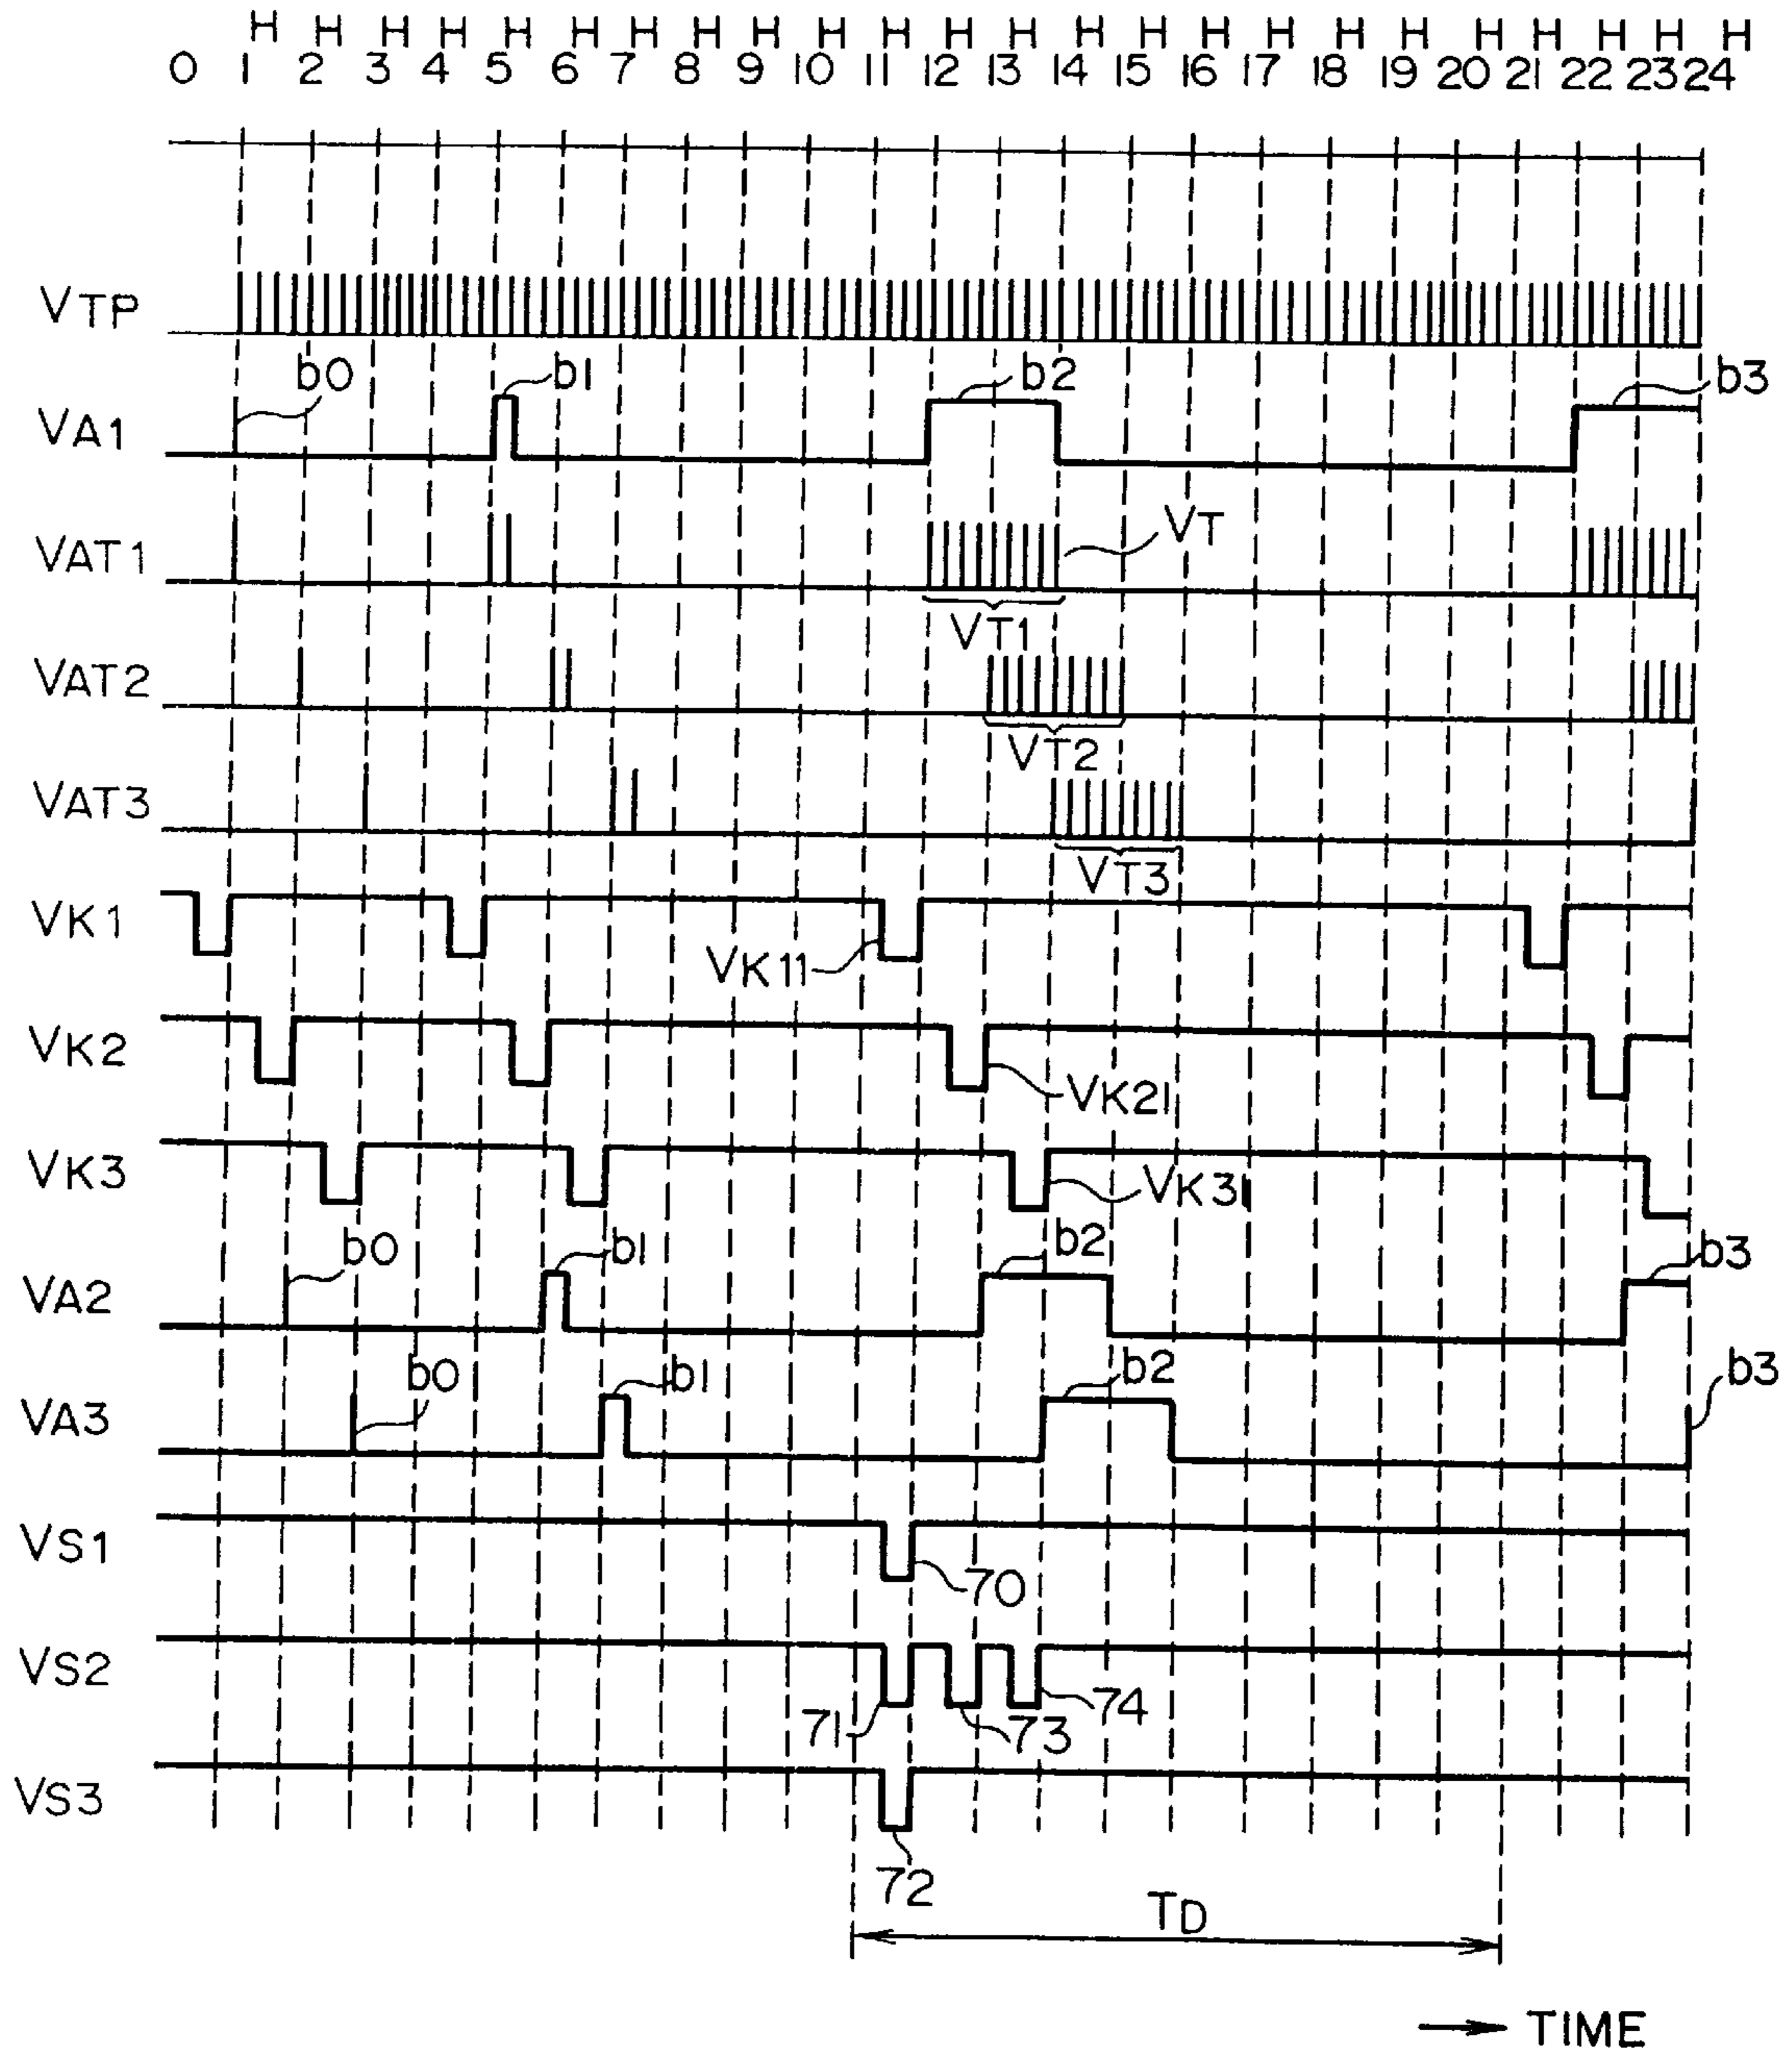 H H H H H H H H H H H H H H H H H H H H H H H H
0 1 2 3 4 5 6 7 8 9 10 11 12 13 14 15 16 17 18 19 20 21 22 23 24
VTP
b0 b1 b2 b3
VA1
VT
VAT1
VT1
VAT2
VT2
VAT3
VT3
VK1
VK11
VK2
VK21
VK3
VK31
b0 b1 b2 b3
VA2
b0 b1 b2 b3
VA3
VS1
70
VS2
71 73 74
VS3
72
TD
TIME